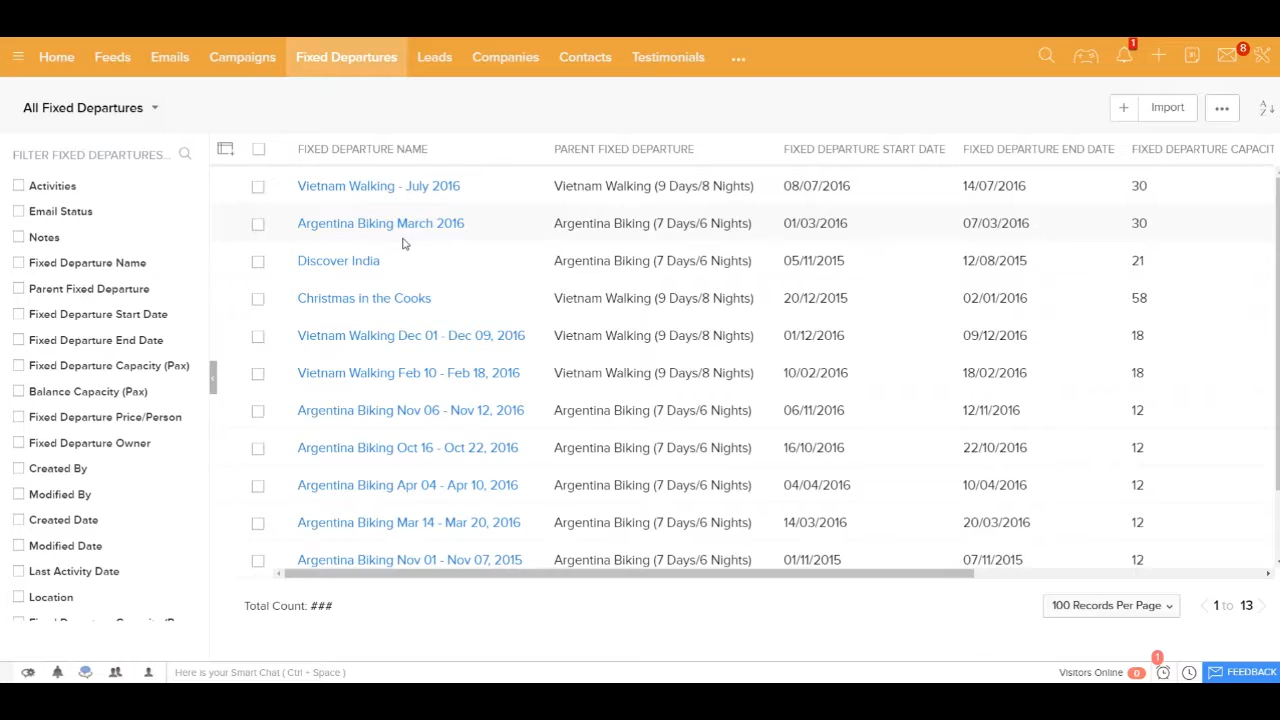 Home Feeds Emails Campaigns Fixed Departures Leads Companies Contacts Testimonials ... 1 8
All Fixed Departures + Import ... A Z
FILTER FIXED DEPARTURES...
Activities
Email Status
Notes
Fixed Departure Name
Parent Fixed Departure
Fixed Departure Start Date
Fixed Departure End Date
Fixed Departure Capacity (Pax)
Balance Capacity (Pax)
Fixed Departure Price/Person
Fixed Departure Owner
Created By
Modified By
Created Date
Modified Date
Last Activity Date
Location
FIXED DEPARTURE NAME PARENT FIXED DEPARTURE FIXED DEPARTURE START DATE FIXED DEPARTURE END DATE FIXED DEPARTURE CAPACIT
Vietnam Walking - July 2016 Vietnam Walking (9 Days/8 Nights) 08/07/2016 14/07/2016 30
Argentina Biking March 2016 Argentina Biking (7 Days/6 Nights) 01/03/2016 07/03/2016 30
Discover India Argentina Biking (7 Days/6 Nights) 05/11/2015 12/08/2015 21
Christmas in the Cooks Vietnam Walking (9 Days/8 Nights) 20/12/2015 02/01/2016 58
Vietnam Walking Dec 01 - Dec 09, 2016 Vietnam Walking (9 Days/8 Nights) 01/12/2016 09/12/2016 18
Vietnam Walking Feb 10 - Feb 18, 2016 Vietnam Walking (9 Days/8 Nights) 10/02/2016 18/02/2016 18
Argentina Biking Nov 06 - Nov 12, 2016 Argentina Biking (7 Days/6 Nights) 06/11/2016 12/11/2016 12
Argentina Biking Oct 16 - Oct 22, 2016 Argentina Biking (7 Days/6 Nights) 16/10/2016 22/10/2016 12
Argentina Biking Apr 04 - Apr 10, 2016 Argentina Biking (7 Days/6 Nights) 04/04/2016 10/04/2016 12
Argentina Biking Mar 14 - Mar 20, 2016 Argentina Biking (7 Days/6 Nights) 14/03/2016 20/03/2016 12
Argentina Biking Nov 01 - Nov 07, 2015 Argentina Biking (7 Days/6 Nights) 01/11/2015 07/11/2015 12
Total Count: ### 100 Records Per Page 1 to 13
Here is your Smart Chat ( Ctrl + Space ) Visitors Online 0 1 FEEDBACK